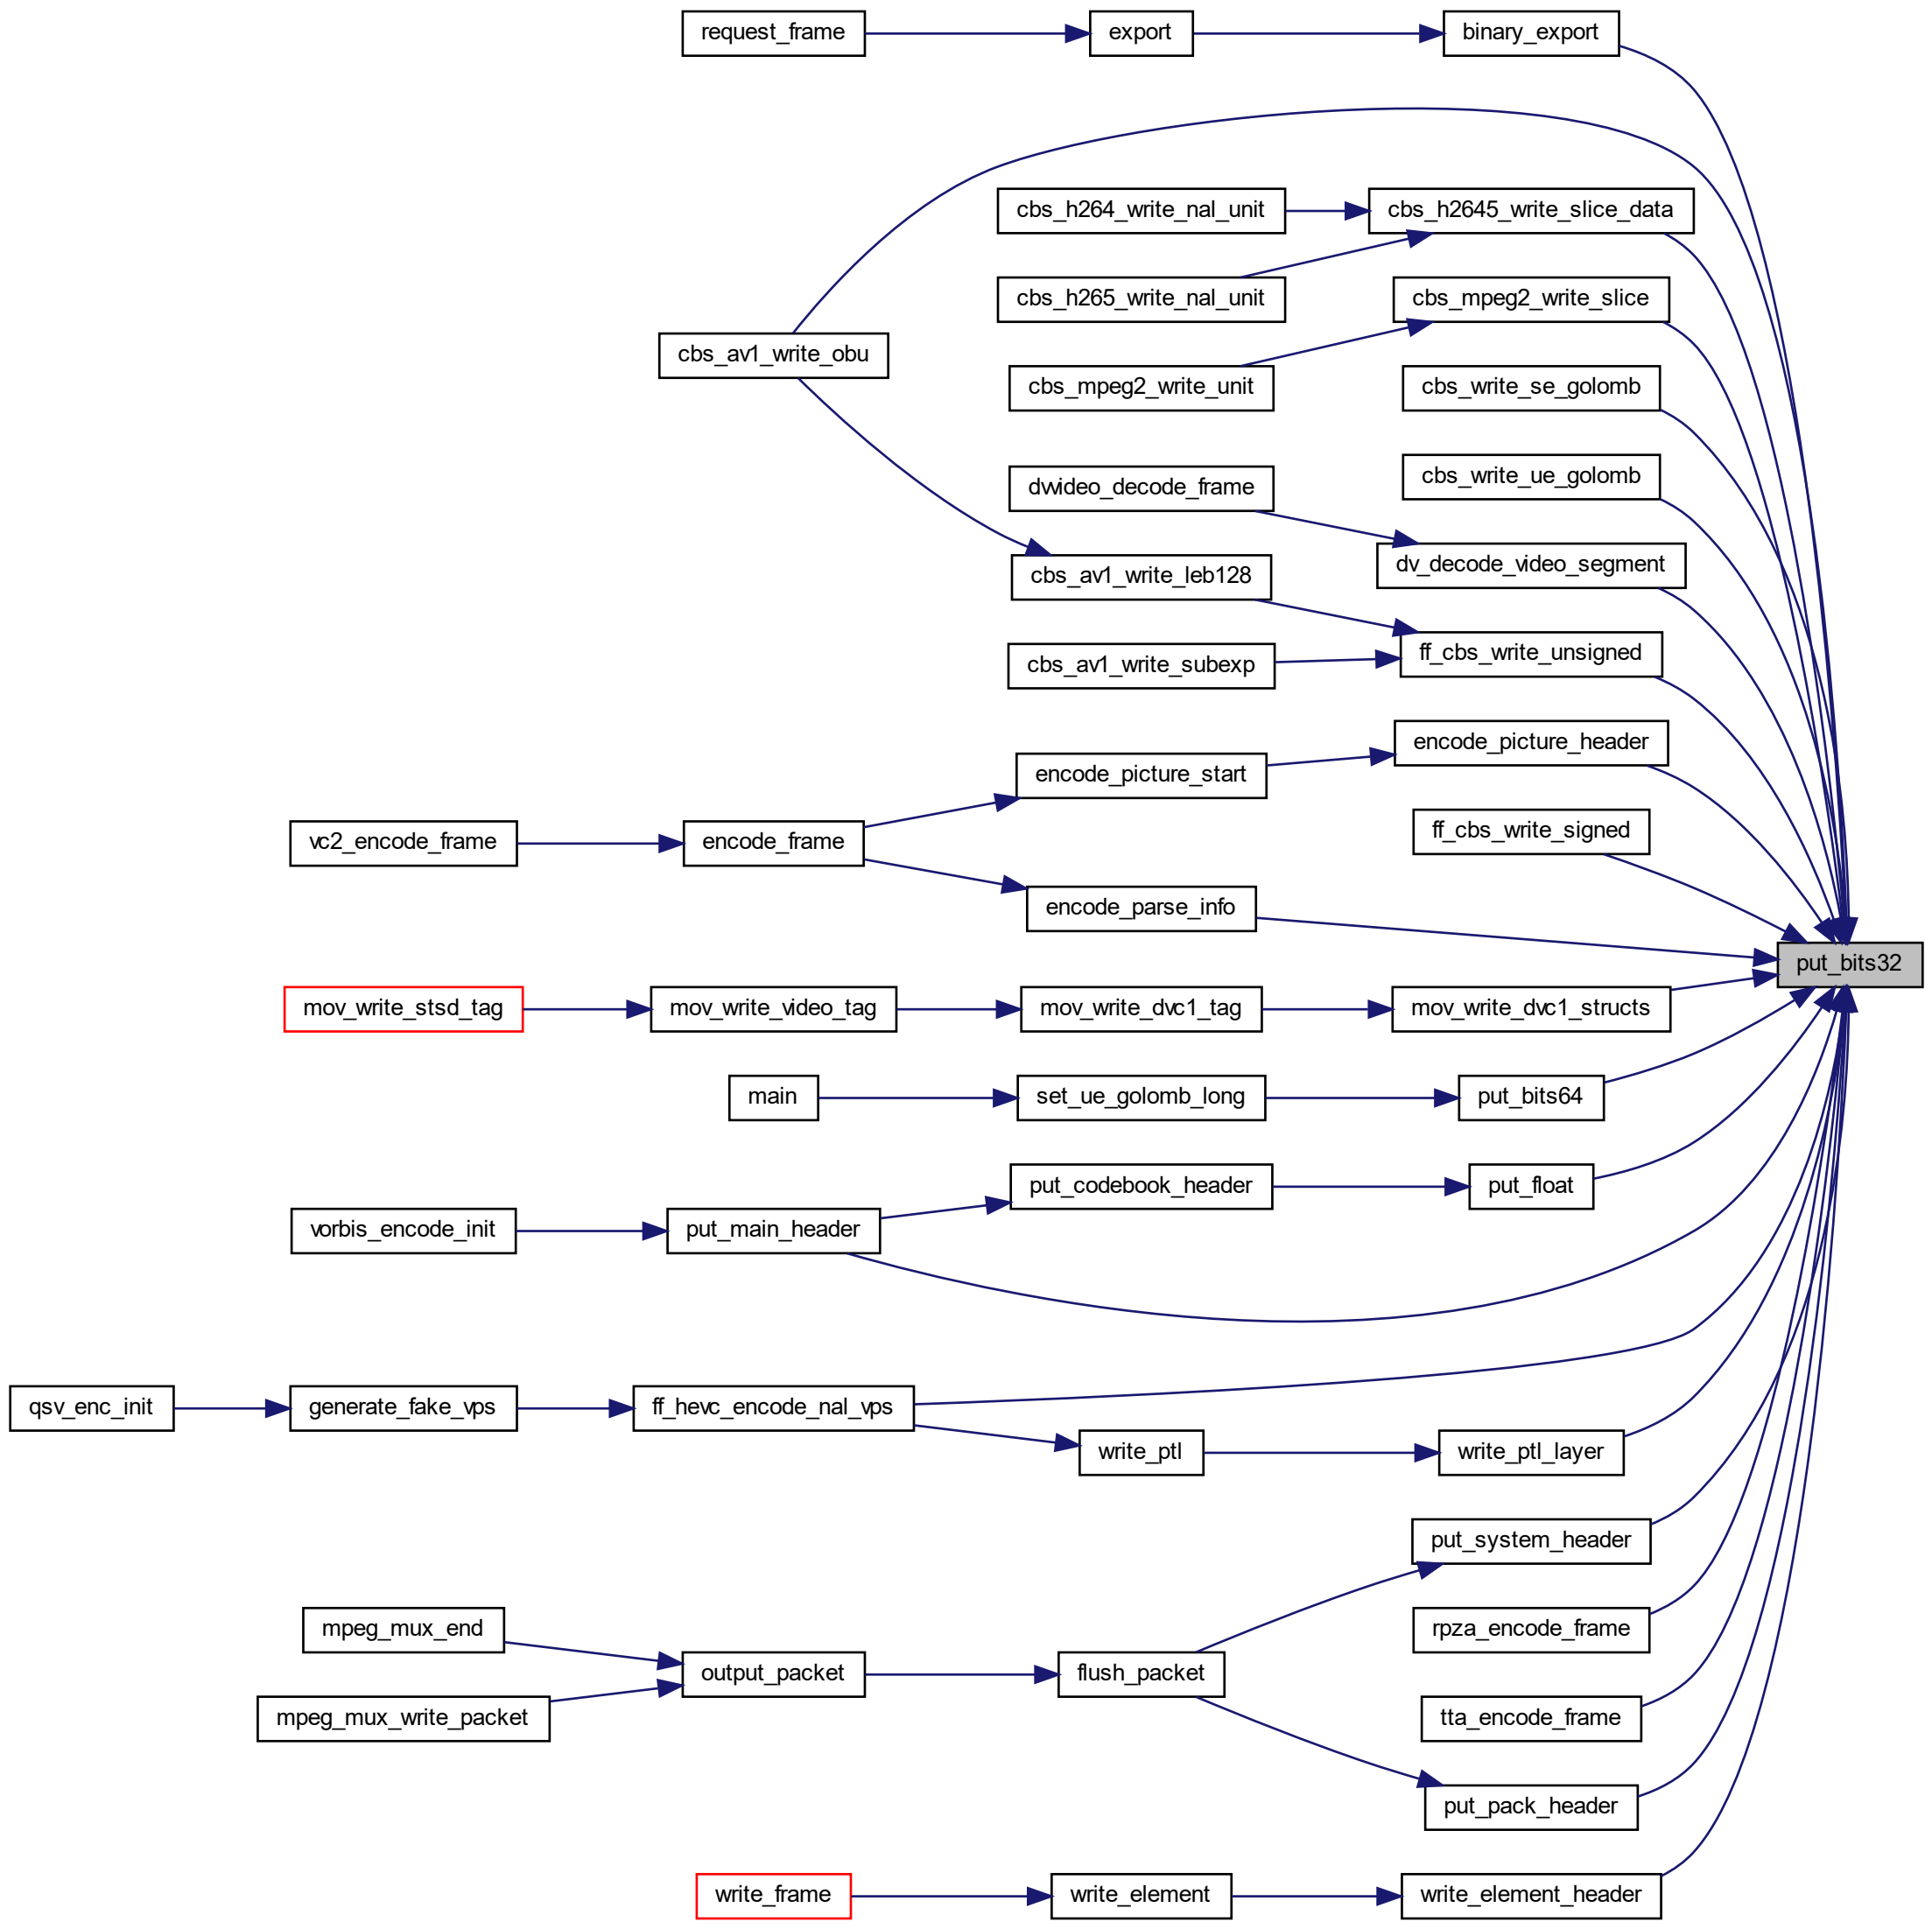 request_frame
export
binary_export
cbs_h264_write_nal_unit
cbs_h2645_write_slice_data
cbs_h265_write_nal_unit
cbs_mpeg2_write_slice
cbs_av1_write_obu
cbs_mpeg2_write_unit
cbs_write_se_golomb
dwideo_decode_frame
cbs_write_ue_golomb
cbs_av1_write_leb128
dv_decode_video_segment
cbs_av1_write_subexp
ff_cbs_write_unsigned
encode_picture_start
encode_picture_header
vc2_encode_frame
encode_frame
ff_cbs_write_signed
encode_parse_info
put_bits32
mov_write_stsd_tag
mov_write_video_tag
mov_write_dvc1_tag
mov_write_dvc1_structs
main
set_ue_golomb_long
put_bits64
put_codebook_header
put_float
vorbis_encode_init
put_main_header
qsv_enc_init
generate_fake_vps
ff_hevc_encode_nal_vps
write_ptl
write_ptl_layer
put_system_header
mpeg_mux_end
rpza_encode_frame
output_packet
flush_packet
mpeg_mux_write_packet
tta_encode_frame
put_pack_header
write_frame
write_element
write_element_header